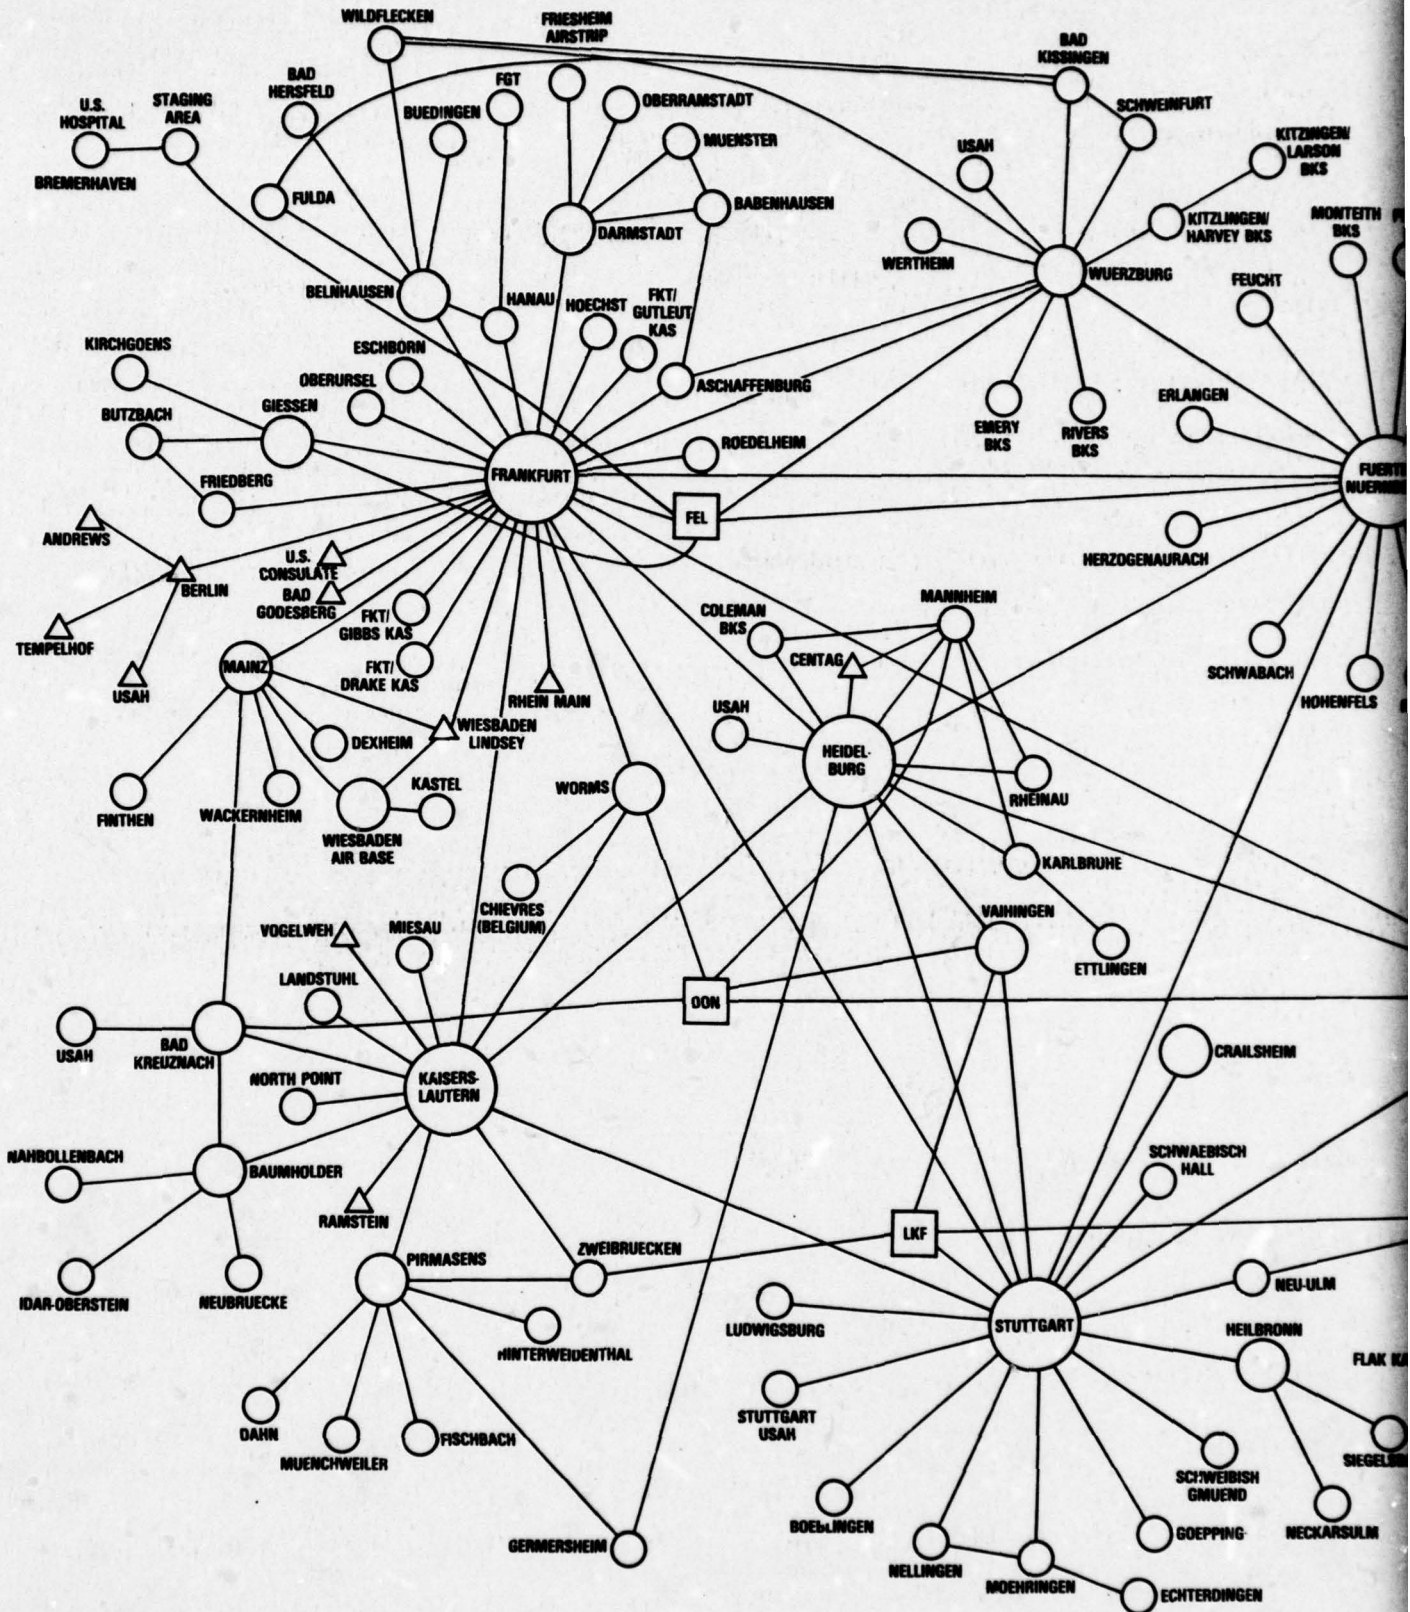 WILDFLECKEN
FRIESHEIM
AIRSTRIP
BAD
KISSINGEN
BAD
HERSFELD
FGT
U.S.
HOSPITAL
STAGING
AREA
BUEDINGEN
OBERRAMSTADT
SCHWEINFURT
MUENSTER
USAH
KITZINGEN/
LARSON
BKS
BREMERHAVEN
FULDA
BABENHAUSEN
DARMSTADT
WERTHEIM
KITZLINGEN/
HARVEY BKS
MONTEITH
BKS
BELNHAUSEN
HANAU
HOECHST
FKT/
GUTLEUT
KAS
WUERZBURG
FEUCHT
KIRCHGOENS
ESCHBORN
OBERURSEL
ASCHAFFENBURG
BUTZBACH
GIESSEN
EMERY
BKS
RIVERS
BKS
ERLANGEN
ROEDELHEIM
FRIEDBERG
FRANKFURT
FEL
ANDREWS
U.S.
CONSULATE
HERZOGENAURACH
BERLIN
BAD
GODESBERG
FKT/
GIBBS KAS
COLEMAN
BKS
MANNHEIM
TEMPELHOF
MAINZ
FKT/
DRAKE KAS
CENTAG
SCHWABACH
USAH
RHEIN MAIN
USAH
HOHENFELS
WIESBADEN
LINDSEY
DEXHEIM
HEIDEL-
BURG
FINTHEN
WACKERNHEIM
KASTEL
WORMS
RHEINAU
WIESBADEN
AIR BASE
KARLBRUHE
CHIEVRES
(BELGIUM)
VAIHINGEN
VOGELWEH
MIESAU
ETTLINGEN
LANDSTUHL
DON
USAH
BAD
KREUZNACH
CRAILSHEIM
NORTH POINT
KAISERS-
LAUTERN
NAHBOLLENBACH
BAUMHOLDER
SCHWAEBISCH
HALL
RAMSTEIN
LKF
PIRMASENS
ZWEIBRUECKEN
IDAR-OBERSTEIN
NEUBRUECKE
NEU-ULM
LUDWIGSBURG
STUTTGART
HEILBRONN
HINTERWEIDENTHAL
FLAK
DAHN
MUENCHWEILER
FISCHBACH
STUTTGART
USAH
SCHWEIBISH
GMUEND
BOEBLINGEN
GOEPPING
NECKARSULM
GERMERSHEIM
NELLINGEN
MOEHRINGEN
ECHTERDINGEN